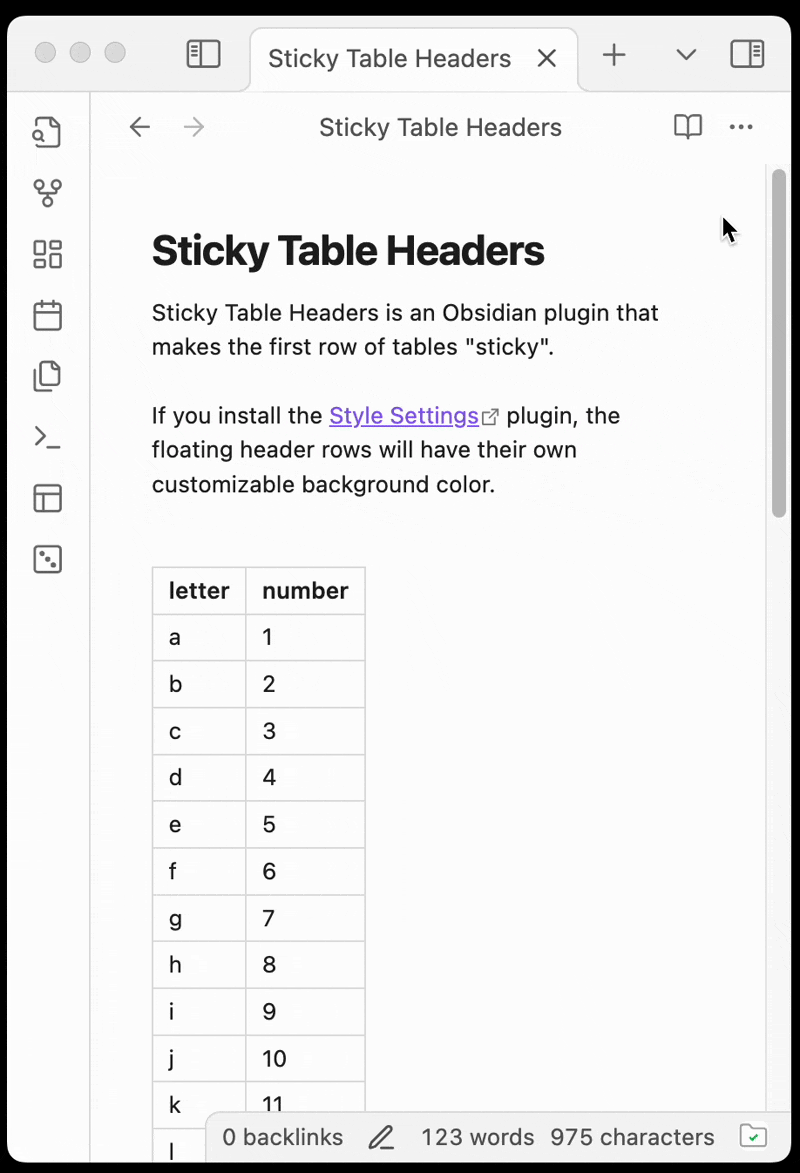 Sticky Table Headers
Sticky Table Headers
Sticky Table Headers
Sticky Table Headers is an Obsidian plugin that
makes the first row of tables "sticky".
If you install the Style Settings plugin, the
floating header rows will have their own
customizable background color.
letter number
a 1
b 2
c 3
d 4
e 5
f 6
g 7
h 8
i 9
j 10
k 11
l
0 backlinks 123 words 975 characters